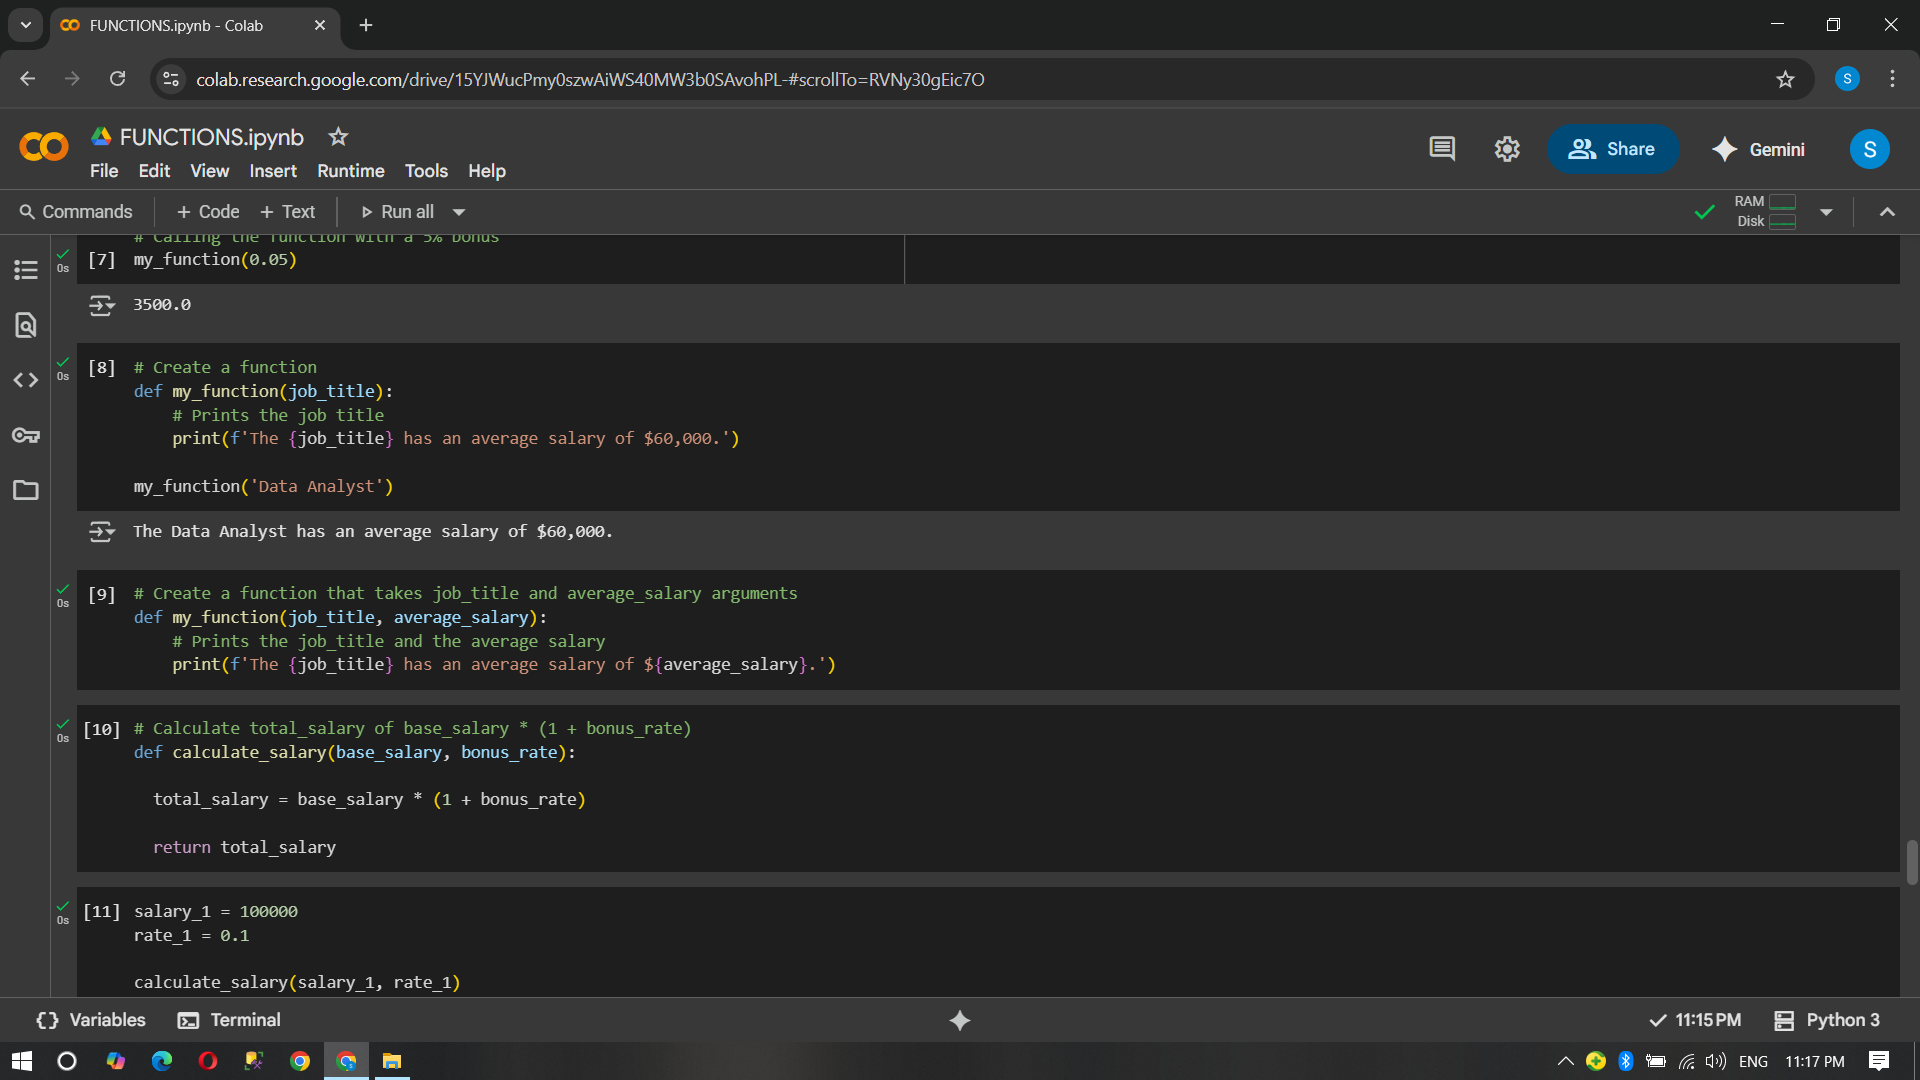 FUNCTIONS.ipynb - Colab
colab.research.google.com/drive/15YJWucPmy0szwAiWS40MW3b0SAvohPL-#scrollTo=RVNy30gEic7O
S
FUNCTIONS.ipynb
File Edit View Insert Runtime Tools Help
Share
Gemini
S
Commands + Code + Text Run all
RAM
Disk
# Calling the function with a 5% bonus
0s
[7] my_function(0.05)
3500.0
0s
[8] # Create a function
def my_function(job_title):
# Prints the job title
print(f'The {job_title} has an average salary of $60,000.')
my_function('Data Analyst')
The Data Analyst has an average salary of $60,000.
0s
[9] # Create a function that takes job_title and average_salary arguments
def my_function(job_title, average_salary):
# Prints the job_title and the average salary
print(f'The {job_title} has an average salary of ${average_salary}.')
0s
[10] # Calculate total_salary of base_salary * (1 + bonus_rate)
def calculate_salary(base_salary, bonus_rate):
total_salary = base_salary * (1 + bonus_rate)
return total_salary
0s
[11] salary_1 = 100000
rate_1 = 0.1
calculate_salary(salary_1, rate_1)
{} Variables Terminal
11:15 PM Python 3
ENG 11:17 PM